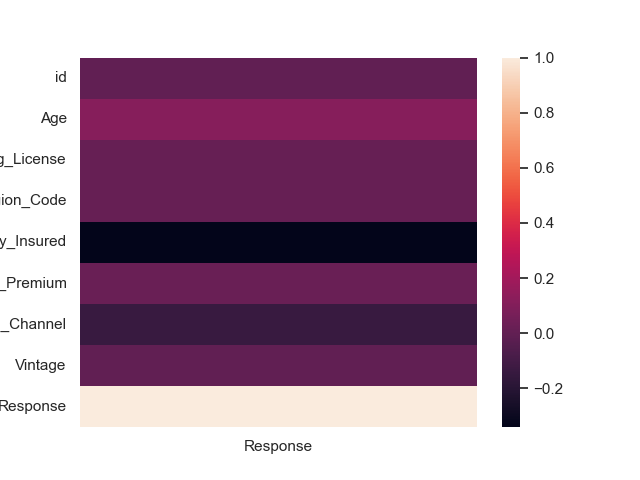 id
Age
g_License
ion_Code
y_Insured
_Premium
_Channel
Vintage
Response
Response
1.0
0.8
0.6
0.4
0.2
0.0
−0.2